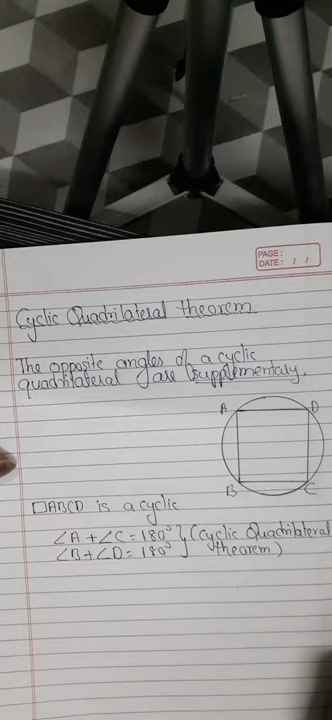 PAGE:
DATE: / /
Cyclic Quadrilateral theorem
The opposite angles of a cyclic
quadrilateral are supplementary.
A D
B C
□ABCD is a cyclic
∠A + ∠C = 180° } (Cyclic Quadrilateral
∠B + ∠D = 180° } theorem)